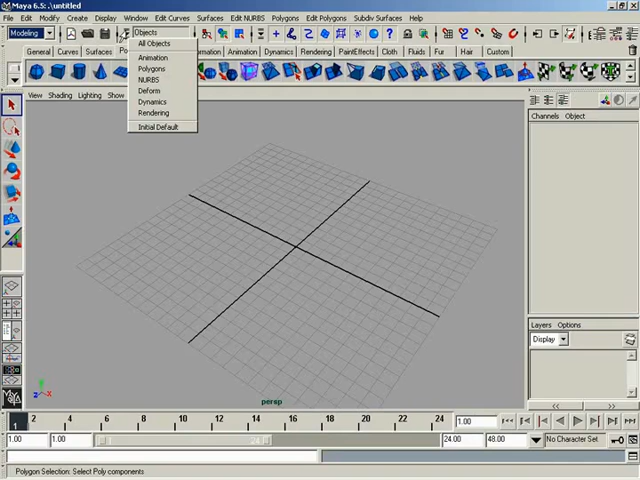 Maya 6.5: .\untitled
File Edit Modify Create Display Window Edit Curves Surfaces Edit NURBS Polygons Edit Polygons Subdiv Surfaces Help
Modeling Objects
General Curves Surfaces Po mation Animation Dynamics Rendering PaintEffects Cloth Fluids Fur Hair Custom
All Objects
Animation
Polygons
NURBS
Deform
Dynamics
Rendering
Initial Default
View Shading Lighting Show
Channels Object
Layers Options
Display
Y
Z X
persp
1 2 4 6 8 10 12 14 16 18 20 22 24 1.00
1.00 1.00 24 24.00 48.00 No Character Set
Polygon Selection: Select Poly components